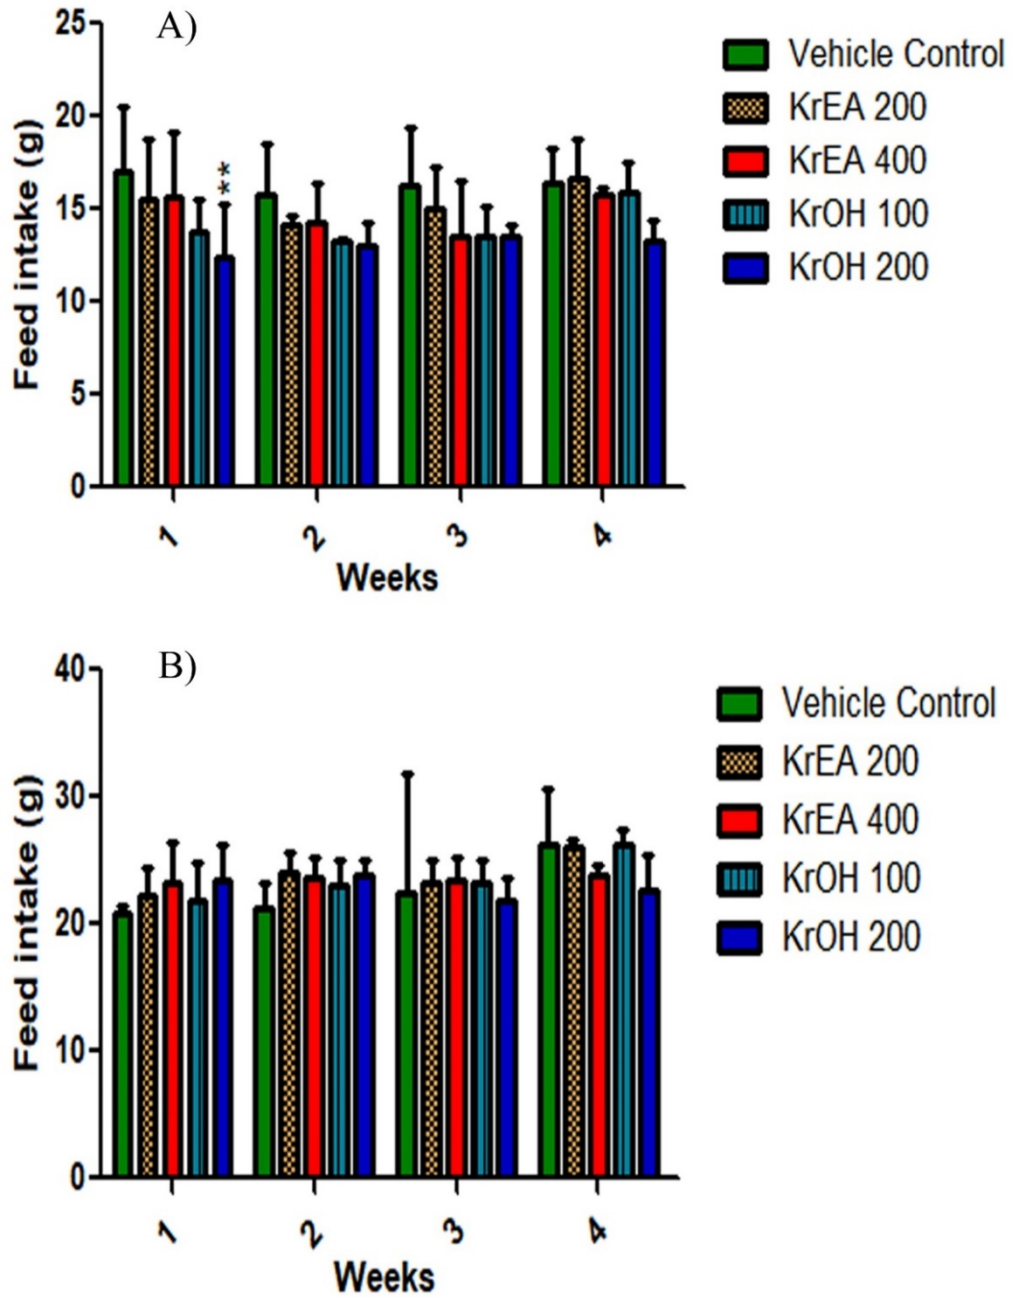 A)
25
20
15
10
5
0
Feed intake (g)
**
1
2
3
4
Weeks
Vehicle Control
KrEA 200
KrEA 400
KrOH 100
KrOH 200
B)
40
30
20
10
0
Feed intake (g)
1
2
3
4
Weeks
Vehicle Control
KrEA 200
KrEA 400
KrOH 100
KrOH 200